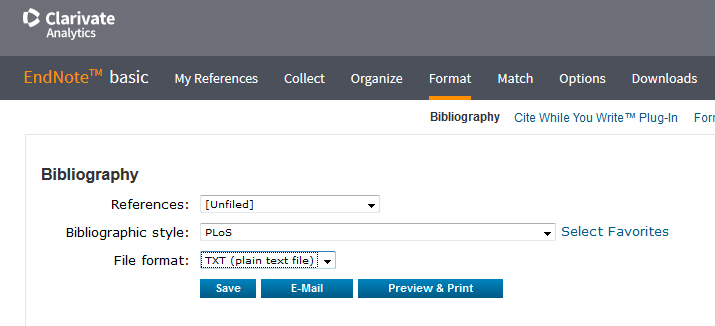 Clarivate
Analytics
EndNote™ basic My References Collect Organize Format Match Options Downloads
Bibliography Cite While You Write™ Plug-In
Bibliography
References: [Unfiled]
Bibliographic style: PLoS Select Favorites
File format: TXT (plain text file)
Save E-Mail Preview & Print